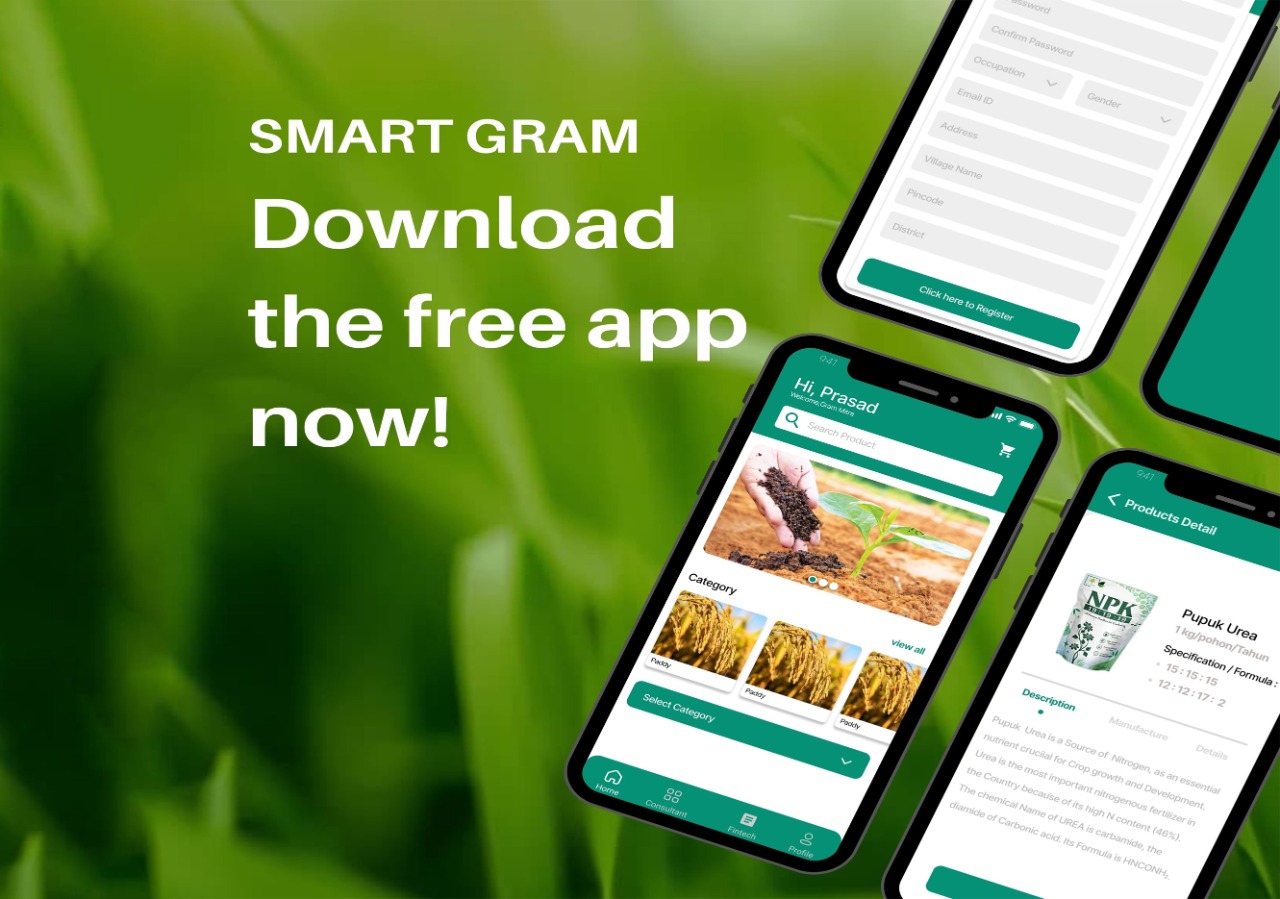 SMART GRAM
Download
the free app
now!
Confirm Password
Occupation
Gender
Email ID
Address
Village Name
Pincode
District
Click here to Register
9:41
Hi, Prasad
Welcome,Gram Mitra
Search Product
Category
view all
Paddy
Paddy
Paddy
Select Category
Home
Consultant
Fintech
Profile
9:41
Products Detail
NPK
Pupuk Urea
1 kg/pohon/Tahun
Specification / Formula :
15 : 15 : 15
12 : 12 : 17 : 2
Description
Manufacture
Details
Pupuk Urea is a Source of Nitrogen, as an essential
nutrient crucilal for Crop growth and Development.
Urea is the most important nitrogenous fertilizer in
the Country because of its high N content (46%).
The chemical Name of UREA is carbamide, the
diamide of Carbonic acid. Its Formula is HNCONH₂.